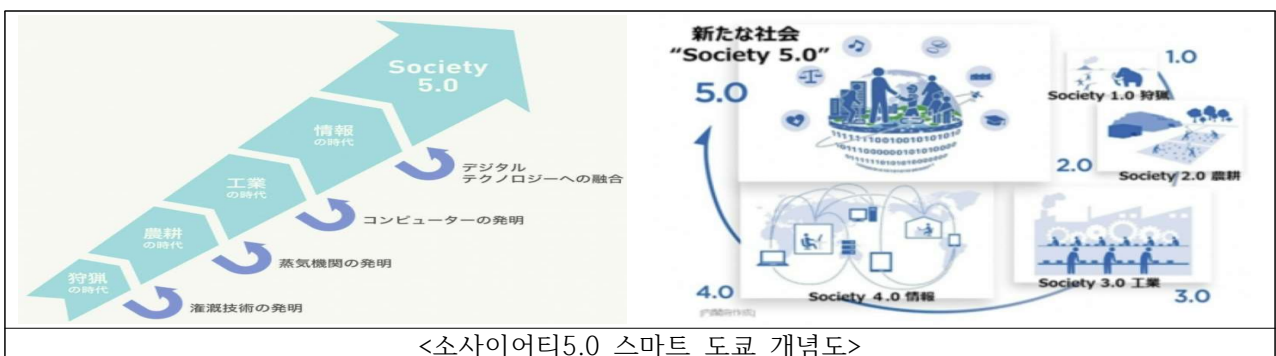 Society
5.0
情報
の時代
工業
の時代
農耕
の時代
狩猟
の時代
デジタル
テクノロジーへの融合
コンピューターの発明
蒸気機関の発明
灌漑技術の発明
新たな社会
“Society 5.0”
5.0
1.0
Society 1.0 狩猟
2.0
Society 2.0 農耕
4.0
Society 4.0 情報
Society 3.0 工業
3.0
[内閣府作成]
<소사이어티5.0 스마트 도쿄 개념도>